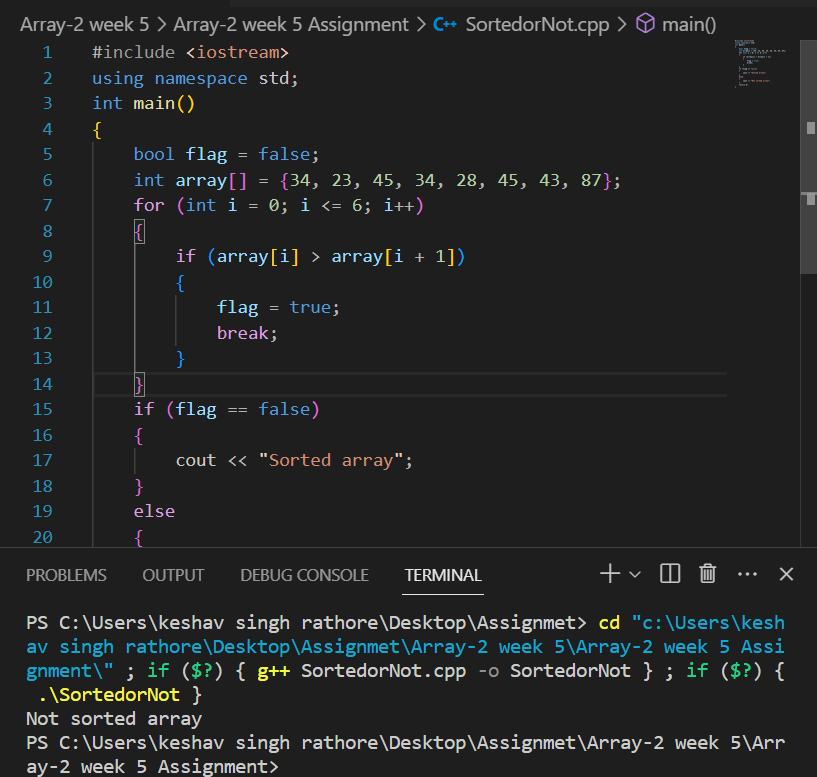 Array-2 week 5 > Array-2 week 5 Assignment > C++ SortedorNot.cpp > main()
1 #include <iostream>
2 using namespace std;
3 int main()
4 {
5 bool flag = false;
6 int array[] = {34, 23, 45, 34, 28, 45, 43, 87};
7 for (int i = 0; i <= 6; i++)
8 {
9 if (array[i] > array[i + 1])
10 {
11 flag = true;
12 break;
13 }
14 }
15 if (flag == false)
16 {
17 cout << "Sorted array";
18 }
19 else
20 {
PROBLEMS OUTPUT DEBUG CONSOLE TERMINAL
PS C:\Users\keshav singh rathore\Desktop\Assignmet> cd "c:\Users\kesh
av singh rathore\Desktop\Assignmet\Array-2 week 5\Array-2 week 5 Assi
gnment\" ; if ($?) { g++ SortedorNot.cpp -o SortedorNot } ; if ($?) {
.\SortedorNot }
Not sorted array
PS C:\Users\keshav singh rathore\Desktop\Assignmet\Array-2 week 5\Arr
ay-2 week 5 Assignment>